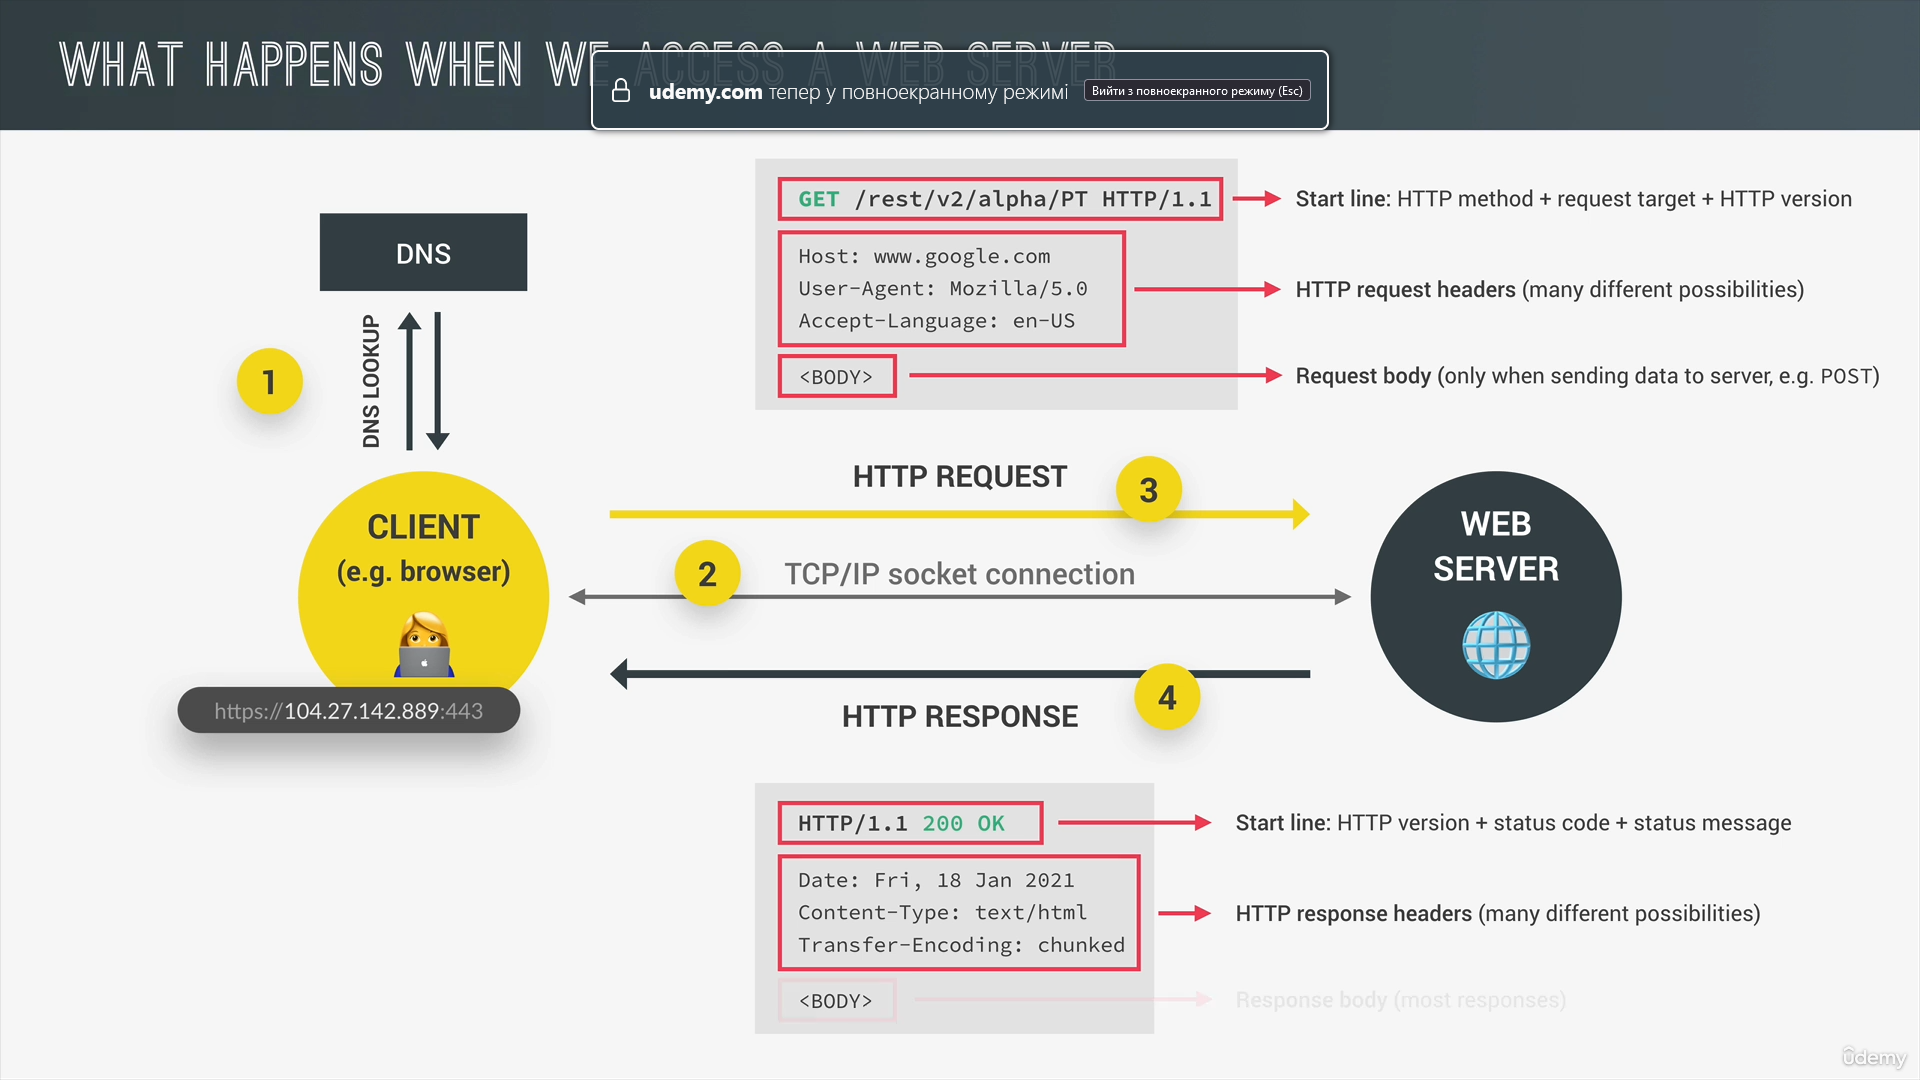 WHAT HAPPENS WHEN WE ACCESS A WEB SERVER
udemy.com тепер у повноекранному режимі
Вийти з повноекранного режиму (Esc)
GET /rest/v2/alpha/PT HTTP/1.1
Start line: HTTP method + request target + HTTP version
DNS
Host: www.google.com
User-Agent: Mozilla/5.0
Accept-Language: en-US
HTTP request headers (many different possibilities)
<BODY>
Request body (only when sending data to server, e.g. POST)
DNS LOOKUP
1
HTTP REQUEST
3
CLIENT
(e.g. browser)
2
TCP/IP socket connection
WEB
SERVER
https://104.27.142.889:443
4
HTTP RESPONSE
HTTP/1.1 200 OK
Start line: HTTP version + status code + status message
Date: Fri, 18 Jan 2021
Content-Type: text/html
Transfer-Encoding: chunked
HTTP response headers (many different possibilities)
<BODY>
Response body (most responses)
ûdemy